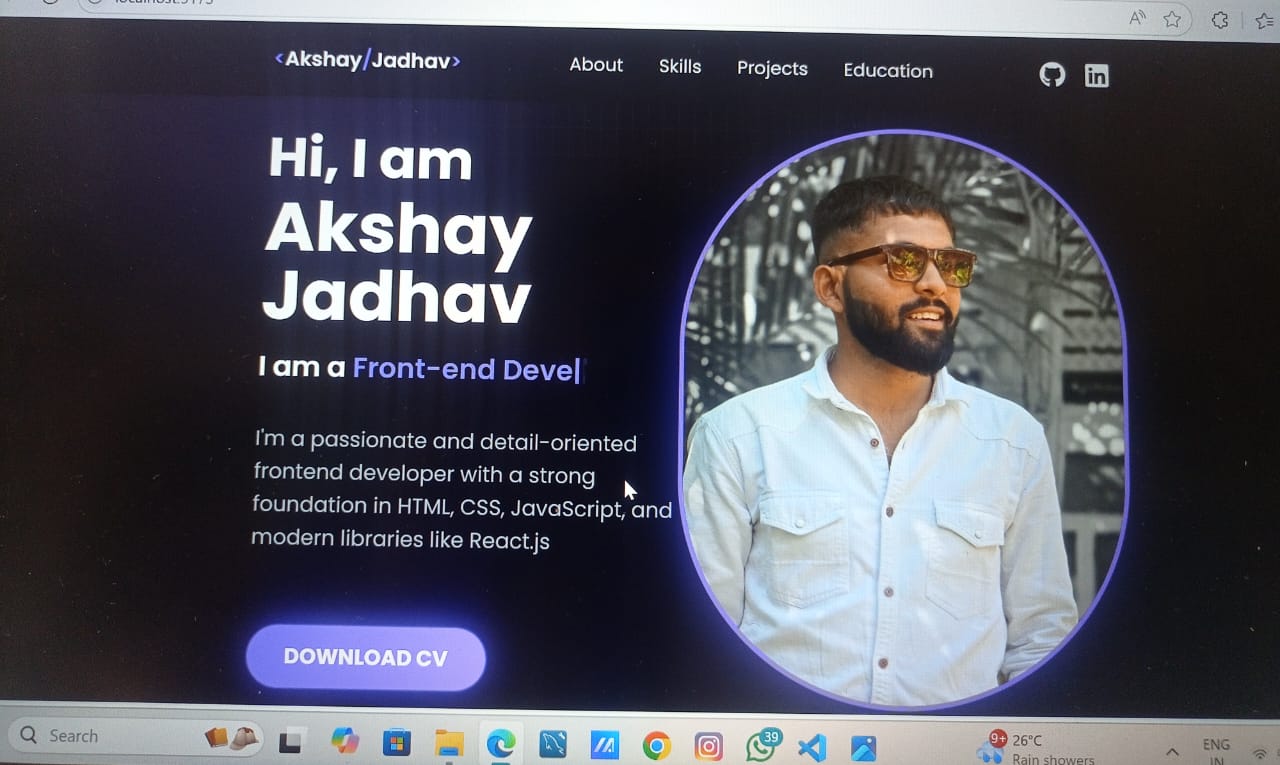 <Akshay/Jadhav>
About Skills Projects Education
in
Hi, I am
Akshay
Jadhav
I am a Front-end Devel
I'm a passionate and detail-oriented
frontend developer with a strong
foundation in HTML, CSS, JavaScript, and
modern libraries like React.js
DOWNLOAD CV
Search
39
9+
26°C
Rain showers
ENG
IN